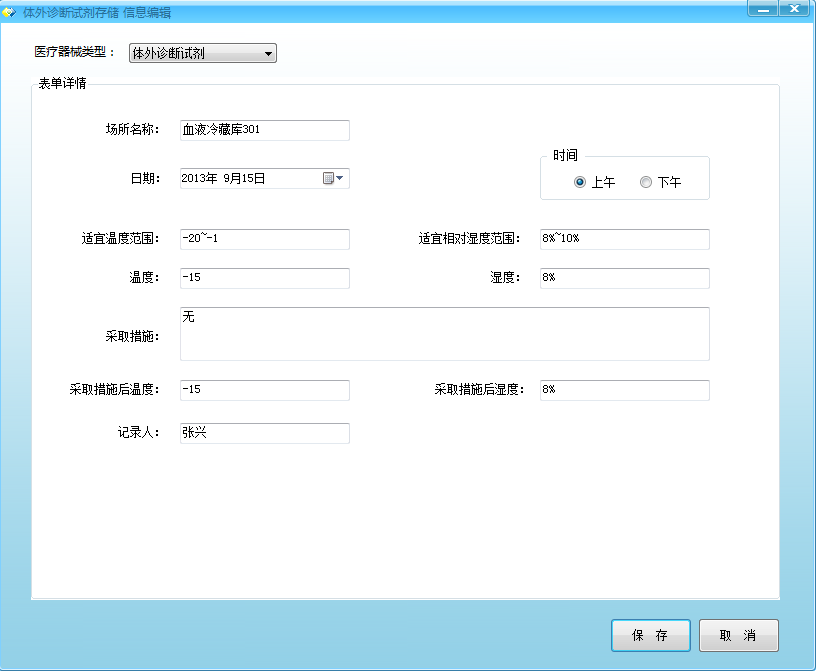 体外诊断试剂存储 信息编辑
医疗器械类型： 体外诊断试剂
表单详情
场所名称： 血液冷藏库301
时间
日期： 2013年 9月15日
上午 下午
适宜温度范围： -20~-1 适宜相对湿度范围： 8%~10%
温度： -15 湿度： 8%
无
采取措施：
采取措施后温度： -15 采取措施后湿度： 8%
记录人： 张兴
保 存 取 消